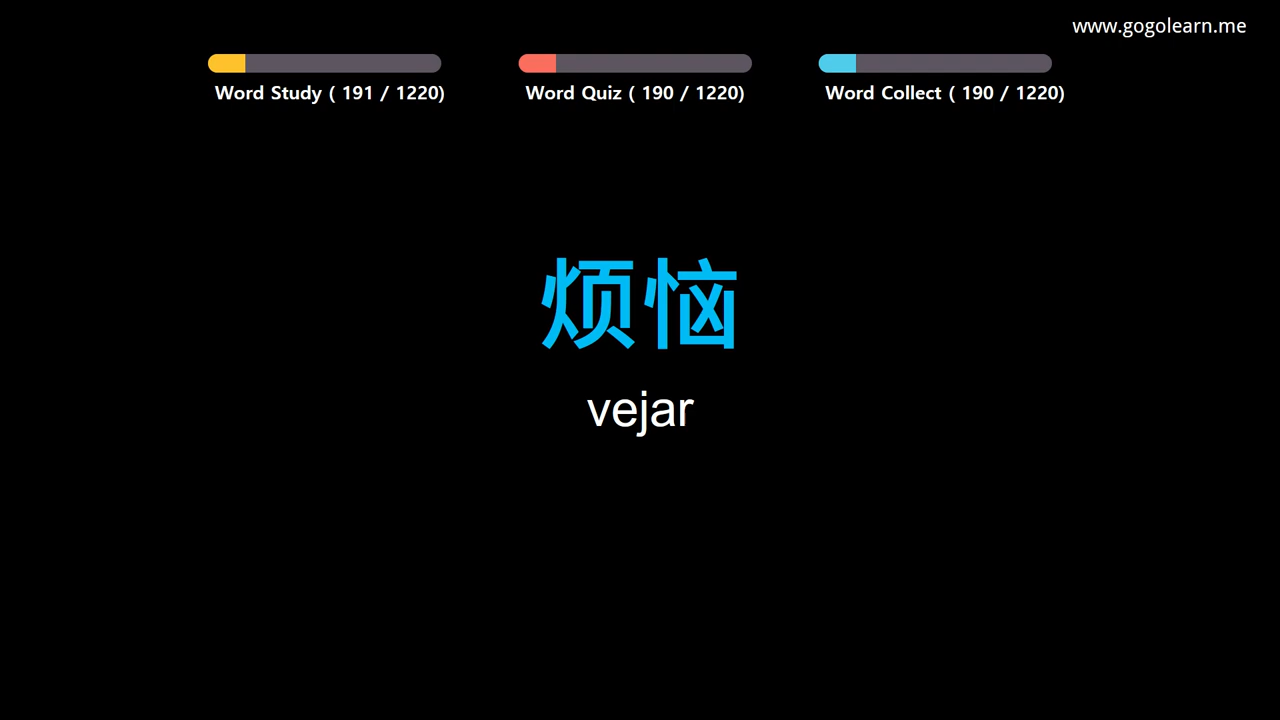 www.gogolearn.me
Word Study ( 191 / 1220)
Word Quiz ( 190 / 1220)
Word Collect ( 190 / 1220)
烦恼
vejar